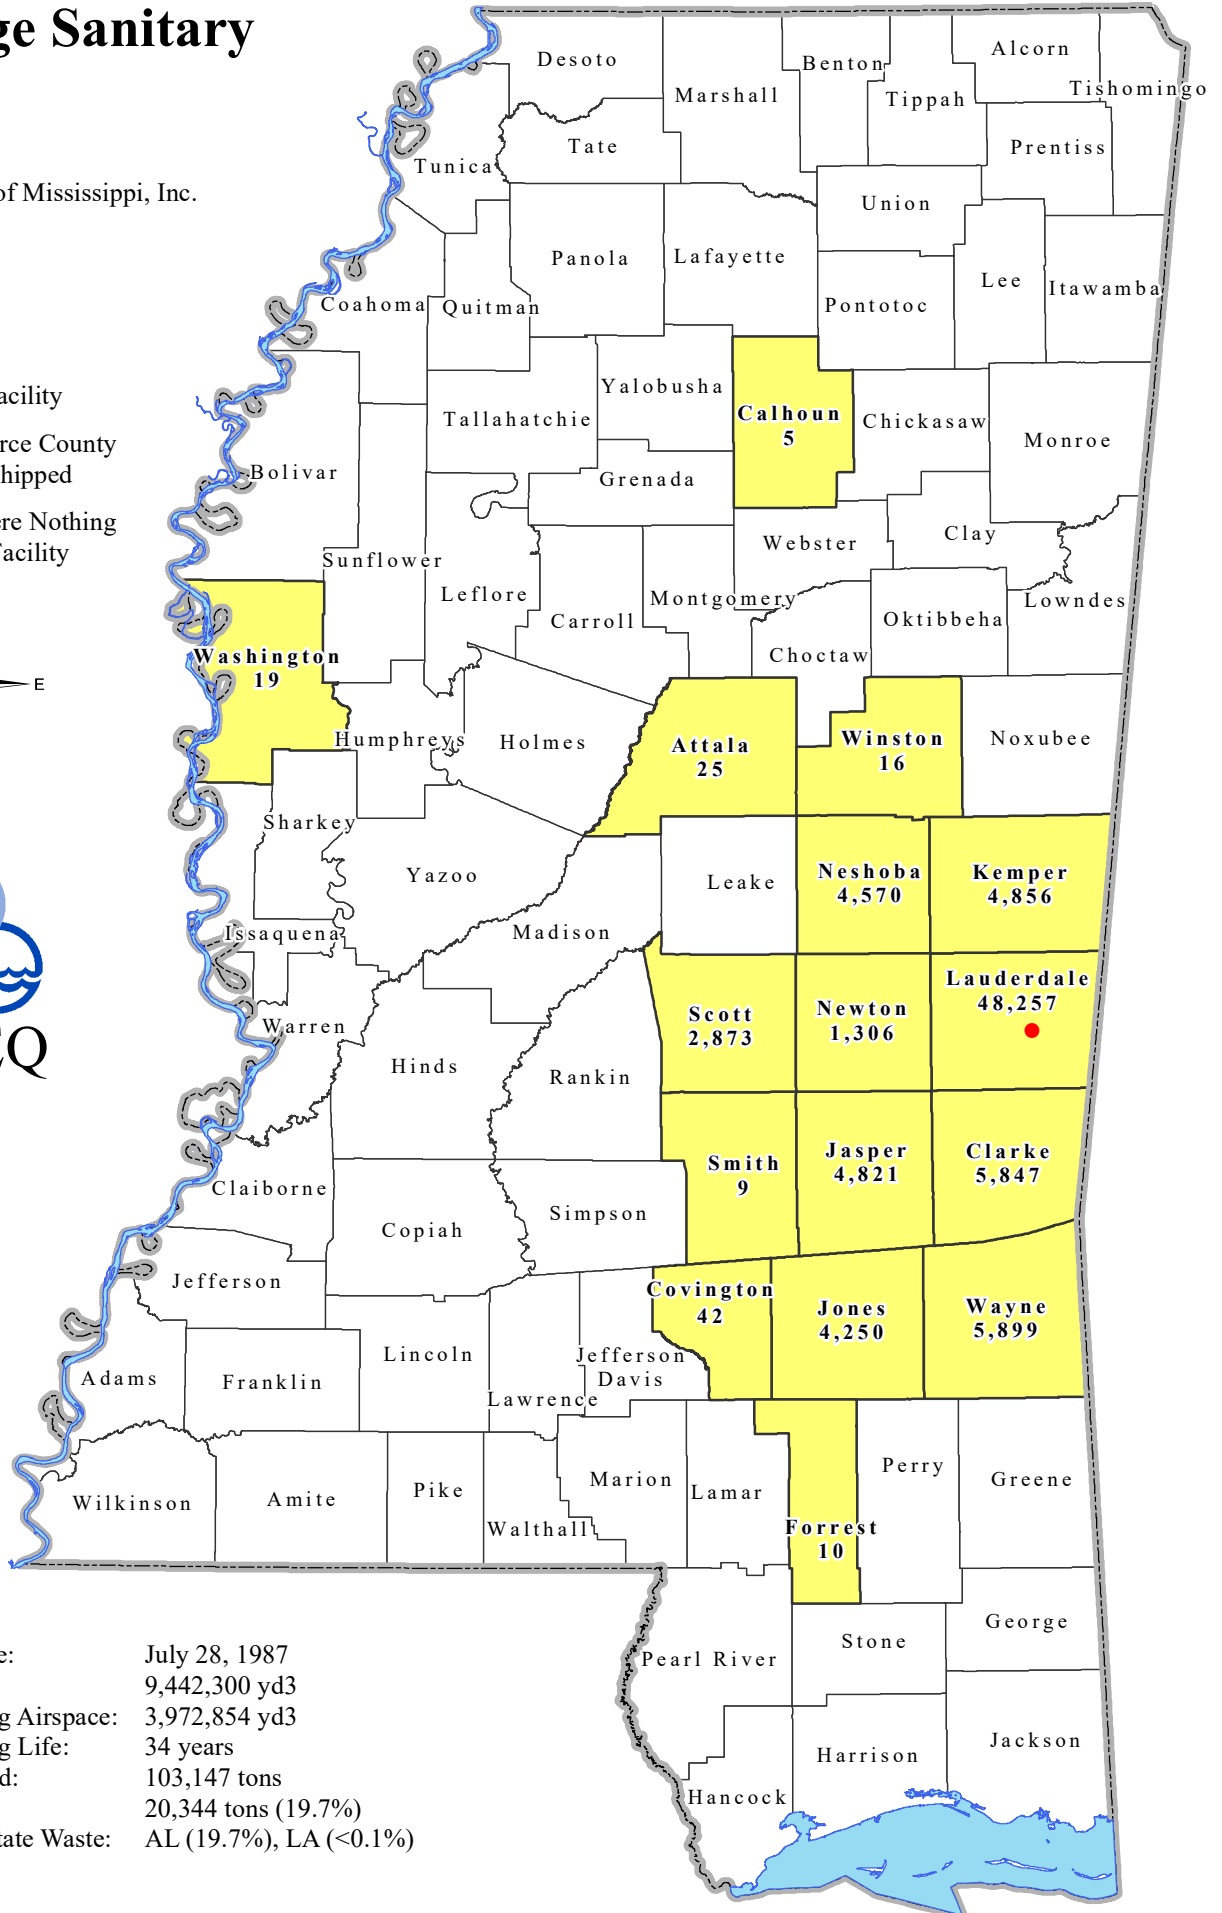 ge Sanitary
of Mississippi, Inc.
acility
rce County
hipped
ere Nothing
Facility
E
CQ
Desoto
Marshall
Benton
Tippah
Alcorn
Tishomingo
Prentiss
Tunica
Tate
Union
Panola
Lafayette
Pontotoc
Lee
Itawamba
Coahoma
Quitman
Yalobusha
Calhoun
5
Chickasaw
Monroe
Tallahatchie
Bolivar
Grenada
Sunflower
Leflore
Carroll
Montgomery
Webster
Clay
Lowndes
Oktibbeha
Choctaw
Washington
19
Humphreys
Holmes
Attala
25
Winston
16
Noxubee
Sharkey
Yazoo
Leake
Neshoba
4,570
Kemper
4,856
Issaquena
Madison
Warren
Hinds
Rankin
Scott
2,873
Newton
1,306
Lauderdale
48,257
Smith
9
Jasper
4,821
Clarke
5,847
Claiborne
Copiah
Simpson
Jefferson
Covington
42
Jones
4,250
Wayne
5,899
Adams
Franklin
Lincoln
Lawrence
Jefferson
Davis
Wilkinson
Amite
Pike
Walthall
Marion
Lamar
Forrest
10
Perry
Greene
Pearl River
Stone
George
Hancock
Harrison
Jackson
e: July 28, 1987
9,442,300 yd3
g Airspace: 3,972,854 yd3
g Life: 34 years
d: 103,147 tons
20,344 tons (19.7%)
tate Waste: AL (19.7%), LA (<0.1%)